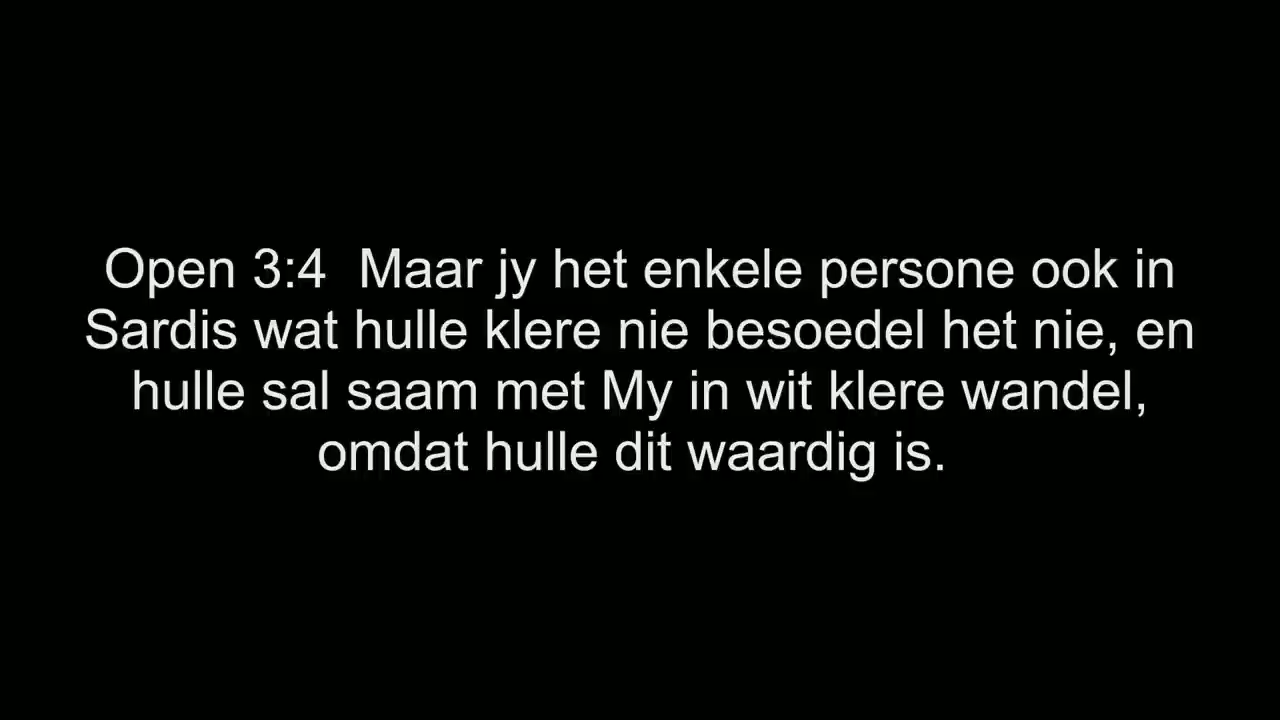 Open 3:4  Maar jy het enkele persone ook in
Sardis wat hulle klere nie besoedel het nie, en
hulle sal saam met My in wit klere wandel,
omdat hulle dit waardig is.